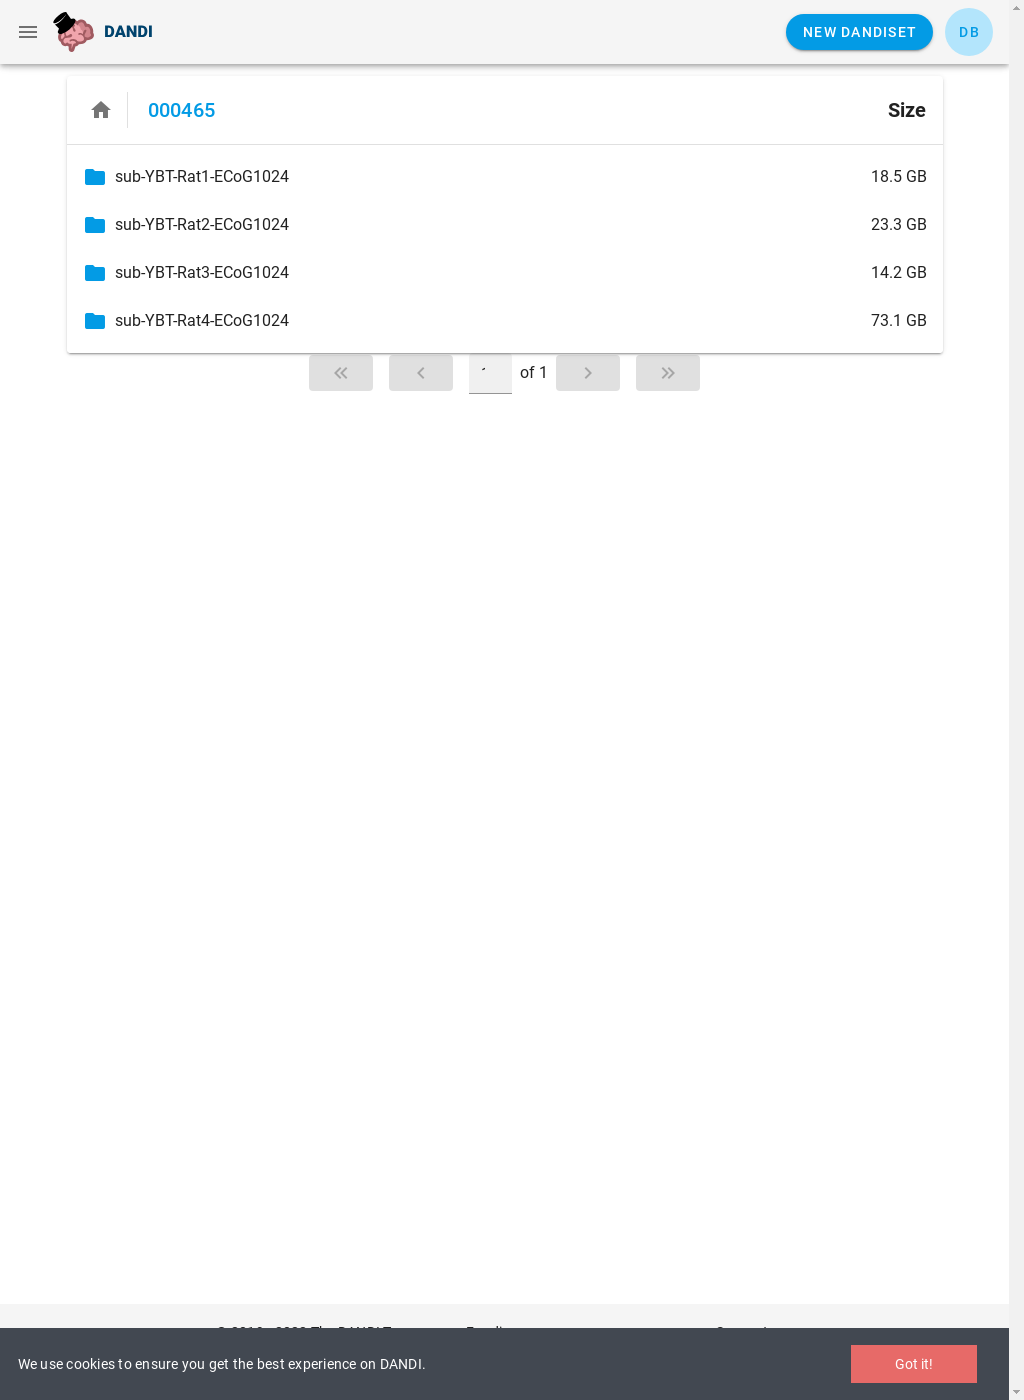 DANDI
NEW DANDISET
DB
000465
Size
sub-YBT-Rat1-ECoG1024 18.5 GB
sub-YBT-Rat2-ECoG1024 23.3 GB
sub-YBT-Rat3-ECoG1024 14.2 GB
sub-YBT-Rat4-ECoG1024 73.1 GB
of 1
We use cookies to ensure you get the best experience on DANDI.
Got it!